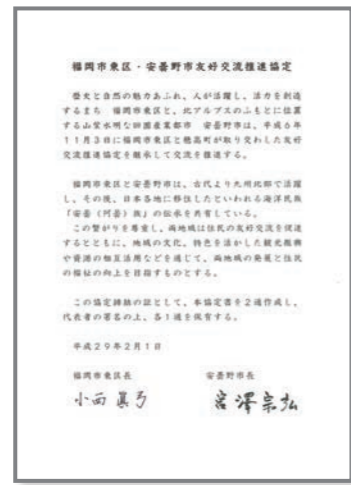 福岡市東区・安曇野市友好交流推進協定
歴史と自然の魅力あふれ、人が活躍し、活力を創造
するまち 福岡市東区と、北アルプスのふもとに位置
する山紫水明な田園産業都市 安曇野市は、平成6年
11月3日に福岡市東区と穂高町が取り交わした友好
交流推進協定を継承して交流を推進する。
福岡市東区と安曇野市は、古代より九州北部で活躍
し、その後、日本各地に移住したといわれる海洋民族
「安曇（阿曇）族」の伝承を共有している。
この繋がりを尊重し、両地域は住民の友好交流を促進
するとともに、地域の文化、特色を活かした観光振興
や資源の相互活用などを通じて、両地域の発展と住民
の福祉の向上を目指すものとする。
この協定締結の証として、本協定書を2通作成し、
代表者の署名の上、各1通を保有する。
平成29年2月1日
福岡市東区長
安曇野市長
小西眞弓
宮澤宗弘